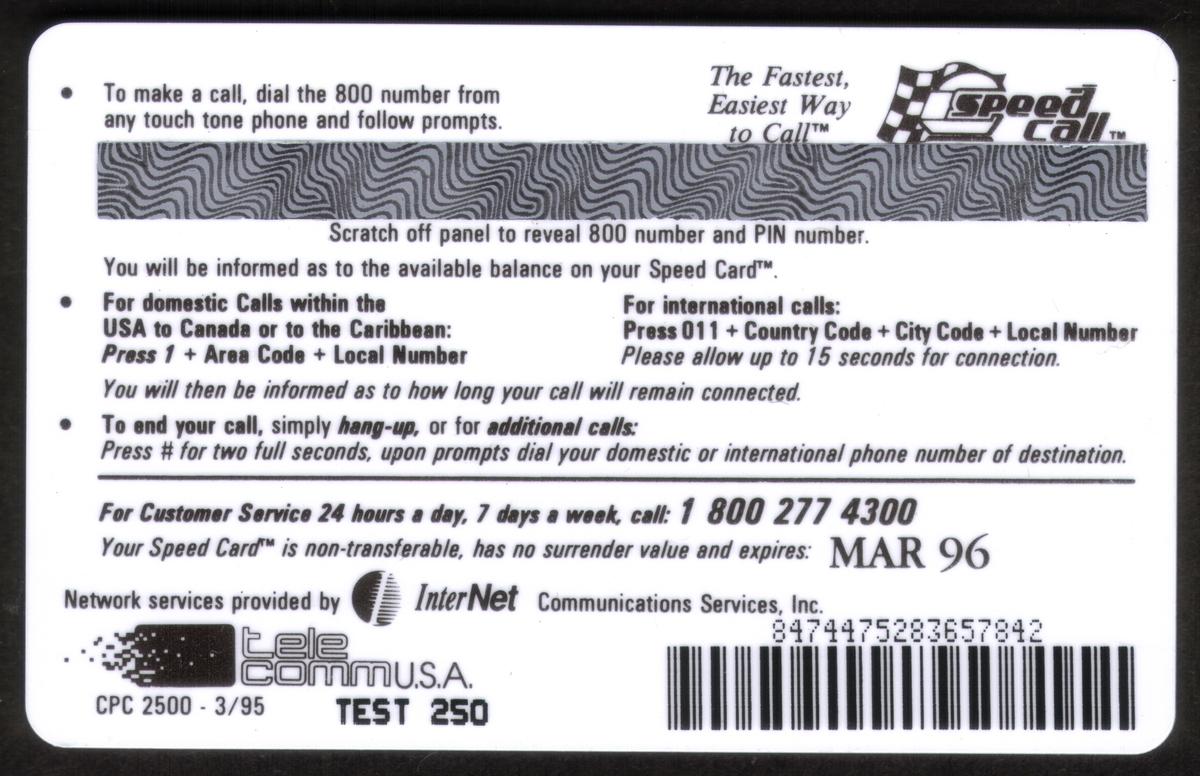 • To make a call, dial the 800 number from
any touch tone phone and follow prompts.
The Fastest,
Easiest Way
to Call™
speed
call™
Scratch off panel to reveal 800 number and PIN number.
You will be informed as to the available balance on your Speed Card™.
• For domestic Calls within the
USA to Canada or to the Caribbean:
Press 1 + Area Code + Local Number
For international calls:
Press 011 + Country Code + City Code + Local Number
Please allow up to 15 seconds for connection.
You will then be informed as to how long your call will remain connected.
• To end your call, simply hang-up, or for additional calls:
Press # for two full seconds, upon prompts dial your domestic or international phone number of destination.
For Customer Service 24 hours a day, 7 days a week, call: 1 800 277 4300
Your Speed Card™ is non-transferable, has no surrender value and expires: MAR 96
Network services provided by InterNet Communications Services, Inc.
tele
comm U.S.A.
CPC 2500 - 3/95 TEST 250
8474475283657842